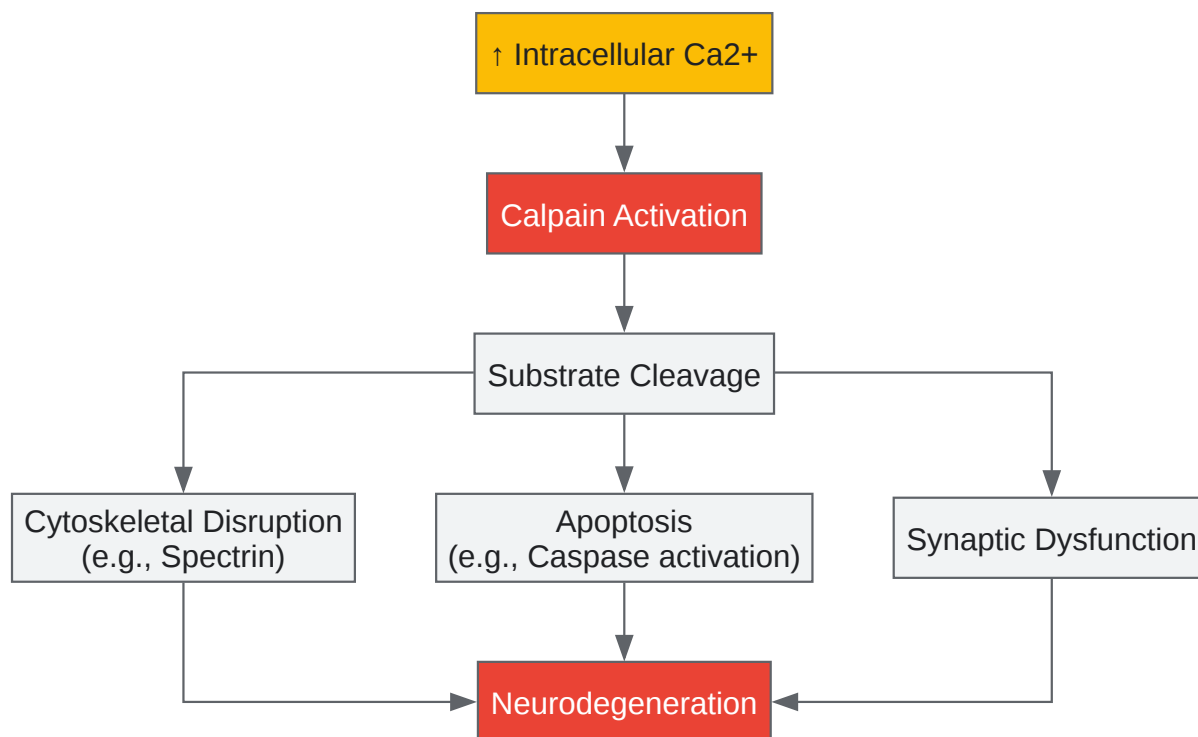 ↑ Intracellular Ca2+
Calpain Activation
Substrate Cleavage
Cytoskeletal Disruption
(e.g., Spectrin)
Apoptosis
(e.g., Caspase activation)
Synaptic Dysfunction
Neurodegeneration